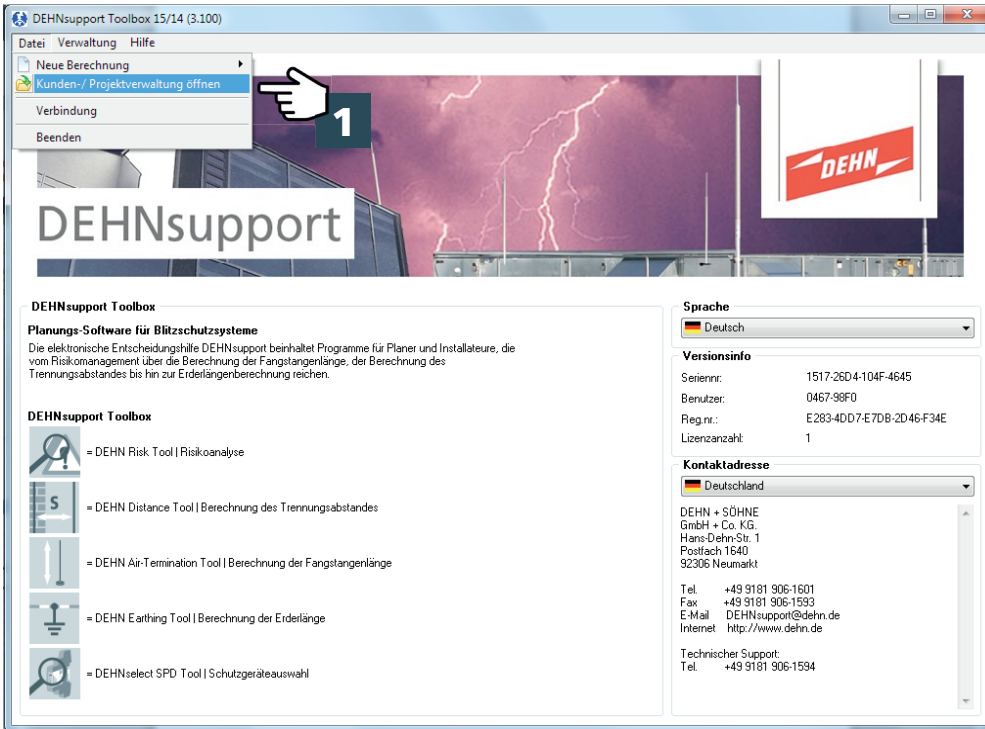 DEHNsupport Toolbox 15/14 (3.100)
Datei Verwaltung Hilfe
Neue Berechnung
Kunden-/ Projektverwaltung öffnen
Verbindung
Beenden
1
DEHN
DEHNsupport
DEHNsupport Toolbox
Planungs-Software für Blitzschutzsysteme
Die elektronische Entscheidungshilfe DEHNsupport beinhaltet Programme für Planer und Installateure, die
vom Risikomanagement über die Berechnung der Fangstangenlänge, der Berechnung des
Trennungsabstandes bis hin zur Erderlängenberechnung reichen.
DEHNsupport Toolbox
= DEHN Risk Tool | Risikoanalyse
S
= DEHN Distance Tool | Berechnung des Trennungsabstandes
= DEHN Air-Termination Tool | Berechnung der Fangstangenlänge
= DEHN Earthing Tool | Berechnung der Erderlänge
= DEHNselect SPD Tool | Schutzgeräteauswahl
Sprache
Deutsch
Versionsinfo
Seriennr: 1517-26D4-104F-4645
Benutzer: 0467-98F0
Reg.nr.: E283-4DD7-E7DB-2D46-F34E
Lizenzanzahl: 1
Kontaktadresse
Deutschland
DEHN + SÖHNE
GmbH + Co. KG.
Hans-Dehn-Str. 1
Postfach 1640
92306 Neumarkt
Tel. +49 9181 906-1601
Fax +49 9181 906-1593
E-Mail DEHNsupport@dehn.de
Internet http://www.dehn.de
Technischer Support:
Tel. +49 9181 906-1594